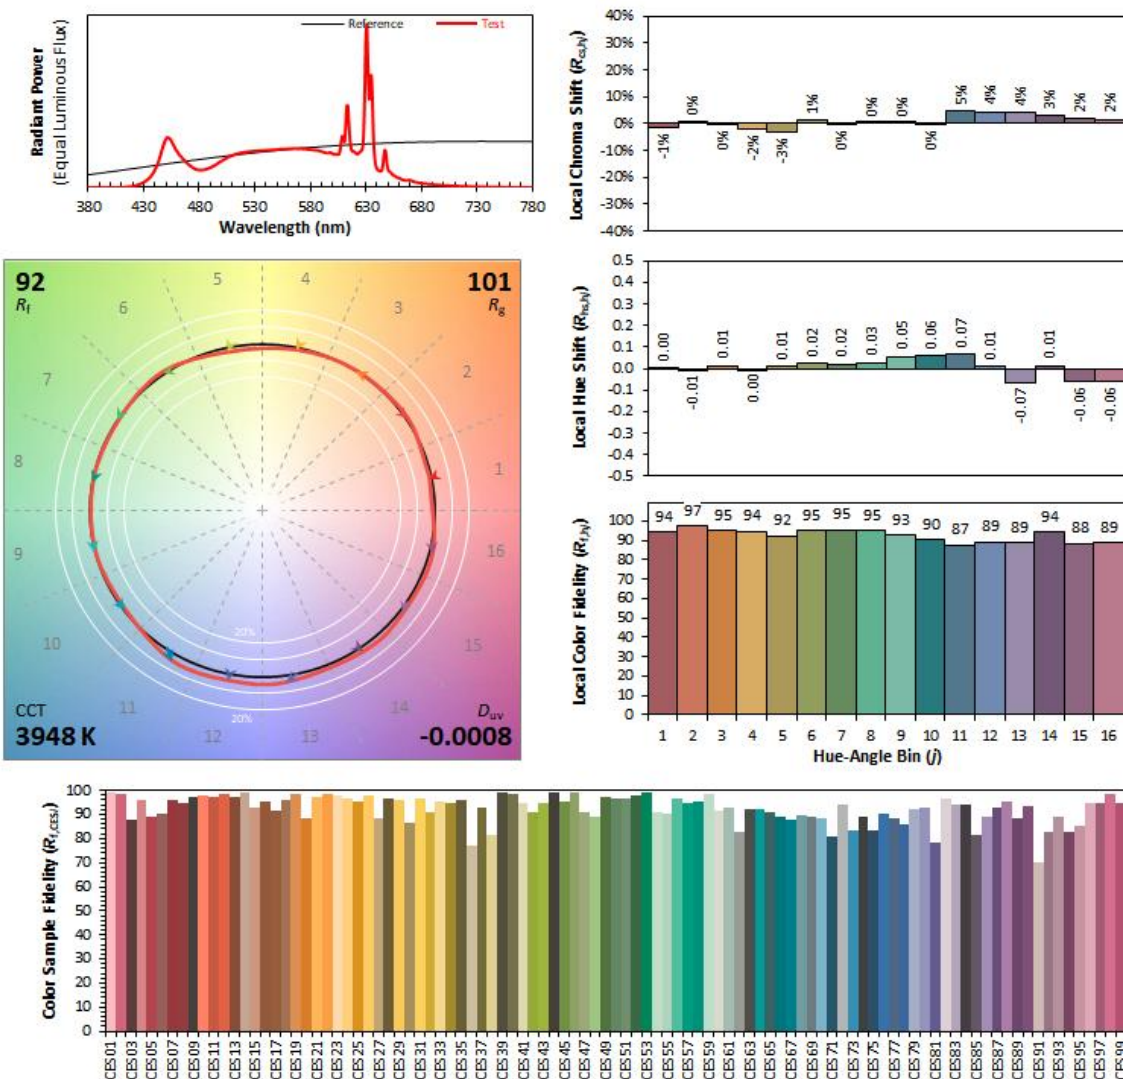 Reference Test
Radiant Power
(Equal Luminous Flux)
380 430 480 530 580 630 680 730 780
Wavelength (nm)
Local Chroma Shift (Rcs,hj)
40%
30%
20%
10%
0%
-10%
-20%
-30%
-40%
-1% 0% 0% -2% -3% 1% 0% 0% 0% 0% 5% 4% 4% 3% 2% 2%
92
Rf
101
Rg
5 4
6 3
7 2
8 1
9 16
10 15
11 14
12 13
20%
20%
CCT
3948 K
Duv
-0.0008
Local Hue Shift (Rhs,hj)
0.5
0.4
0.3
0.2
0.1
0.0
-0.1
-0.2
-0.3
-0.4
-0.5
0.00 -0.01 0.01 0.00 0.01 0.02 0.02 0.03 0.05 0.06 0.07 0.01 -0.07 0.01 -0.06 -0.06
Local Color Fidelity (Rf,hj)
100
90
80
70
60
50
40
30
20
10
0
94 97 95 94 92 95 95 95 93 90 87 89 89 94 88 89
1 2 3 4 5 6 7 8 9 10 11 12 13 14 15 16
Hue-Angle Bin (j)
Color Sample Fidelity (Rf,CESi)
100
90
80
70
60
50
40
30
20
10
0
CES01 CES03 CES05 CES07 CES09 CES11 CES13 CES15 CES17 CES19 CES21 CES23 CES25 CES27 CES29 CES31 CES33 CES35 CES37 CES39 CES41 CES43 CES45 CES47 CES49 CES51 CES53 CES55 CES57 CES59 CES61 CES63 CES65 CES67 CES69 CES71 CES73 CES75 CES77 CES79 CES81 CES83 CES85 CES87 CES89 CES91 CES93 CES95 CES97 CES99